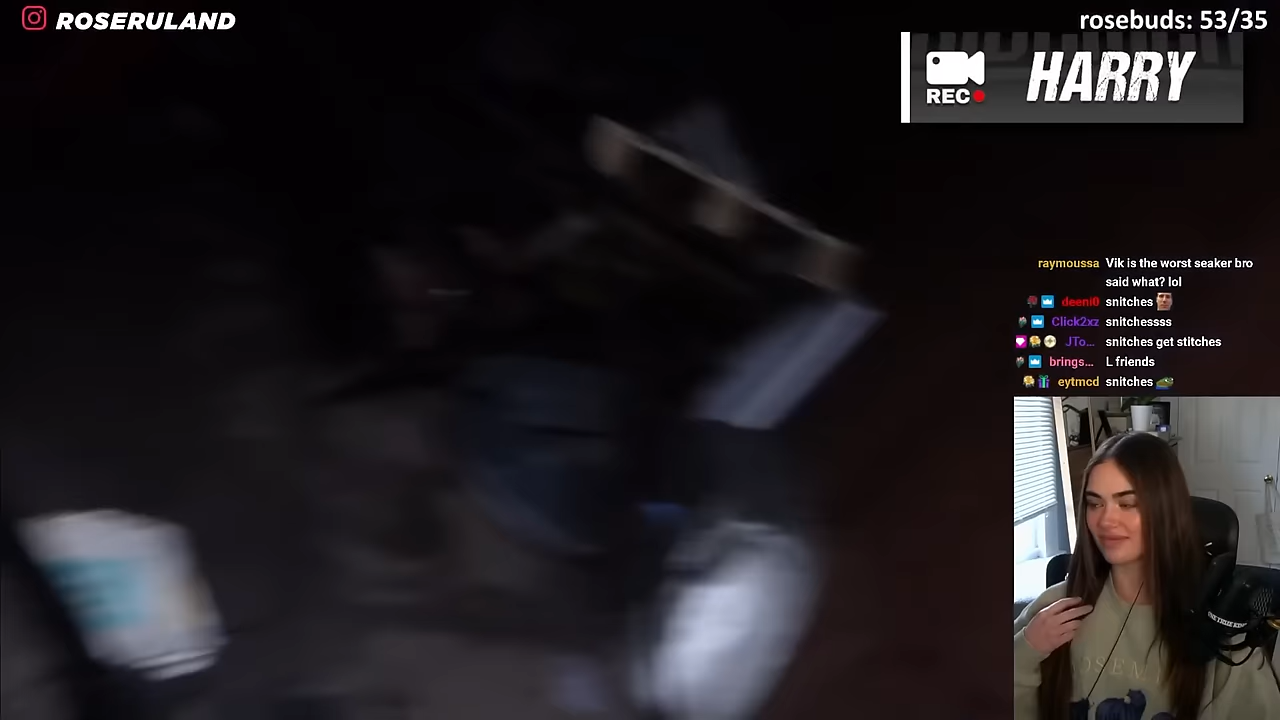 ROSERULAND
rosebuds: 53/35
REC
HARRY
raymoussa Vik is the worst seaker bro
said what? lol
deeni0 snitches
Click2xz snitchessss
JTo... snitches get stitches
brings... L friends
eytmcd snitches